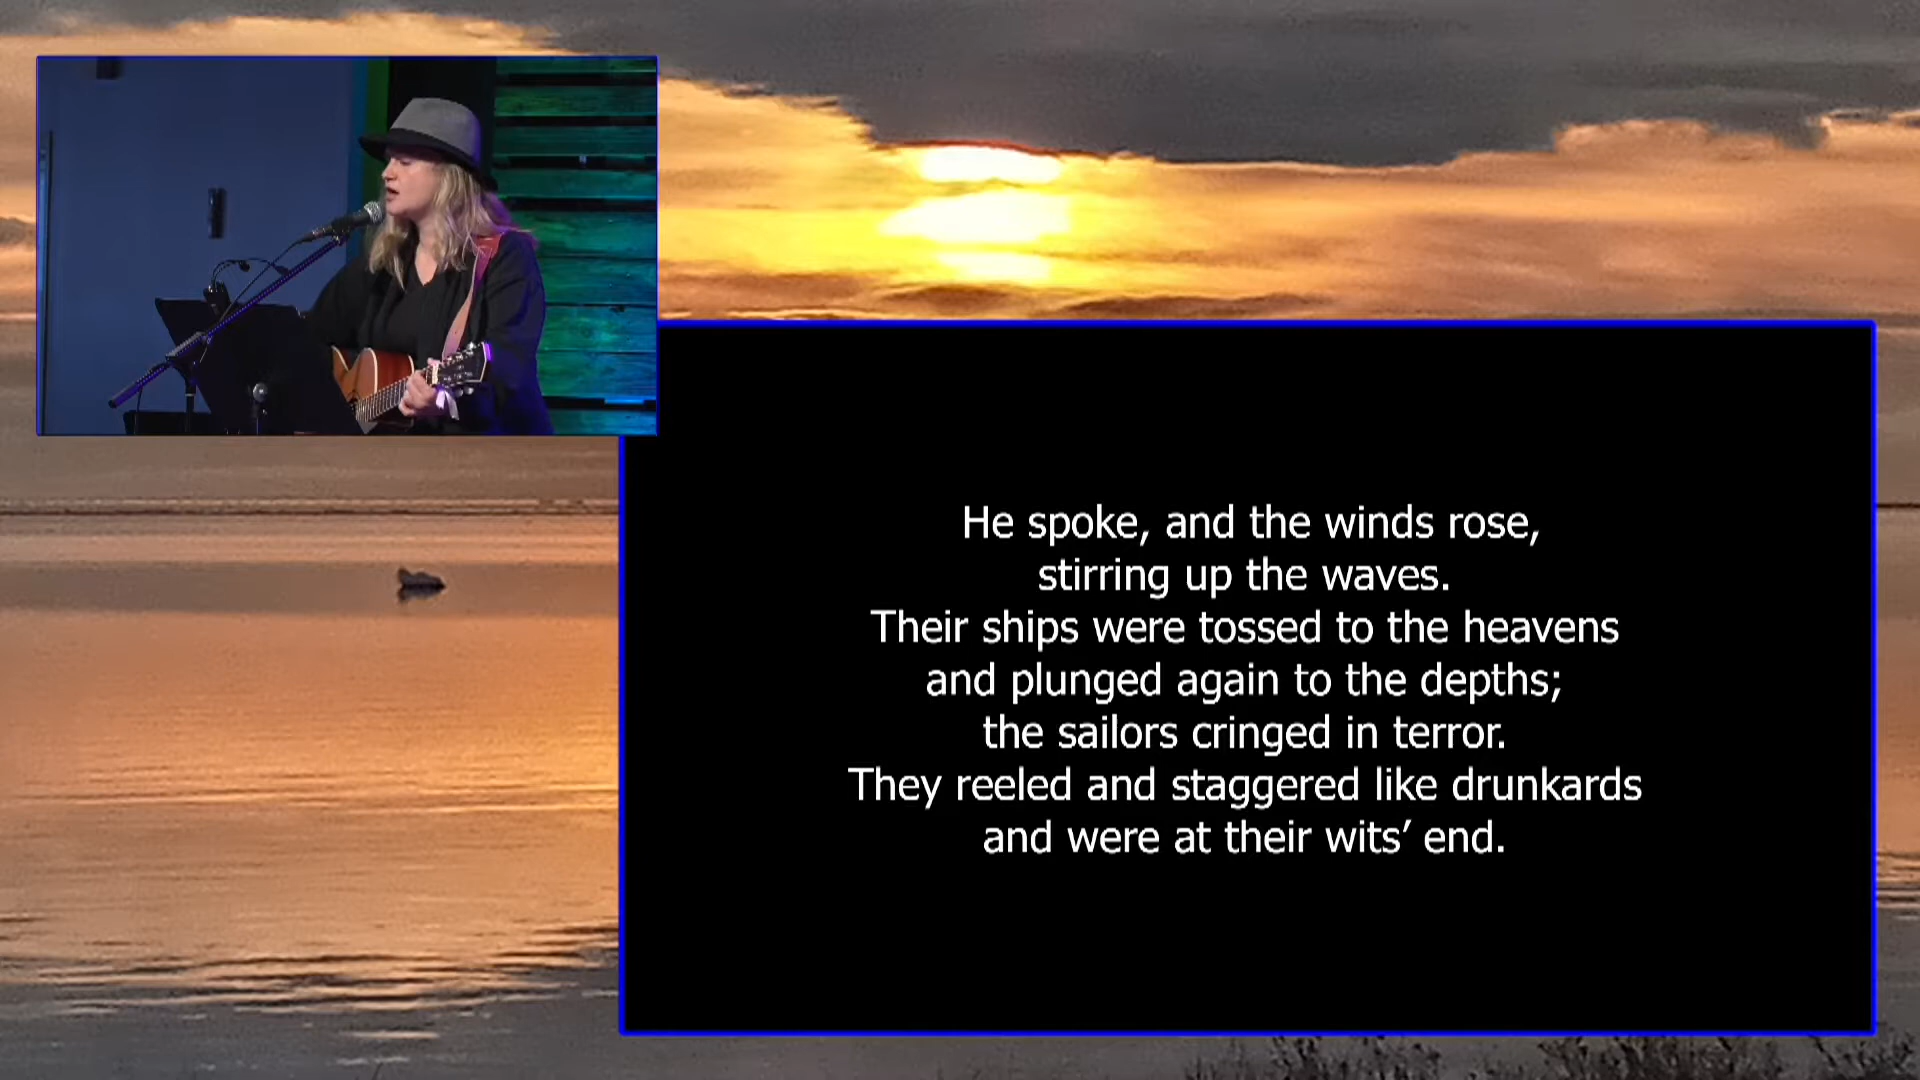 He spoke, and the winds rose,
stirring up the waves.
Their ships were tossed to the heavens
and plunged again to the depths;
the sailors cringed in terror.
They reeled and staggered like drunkards
and were at their wits’ end.